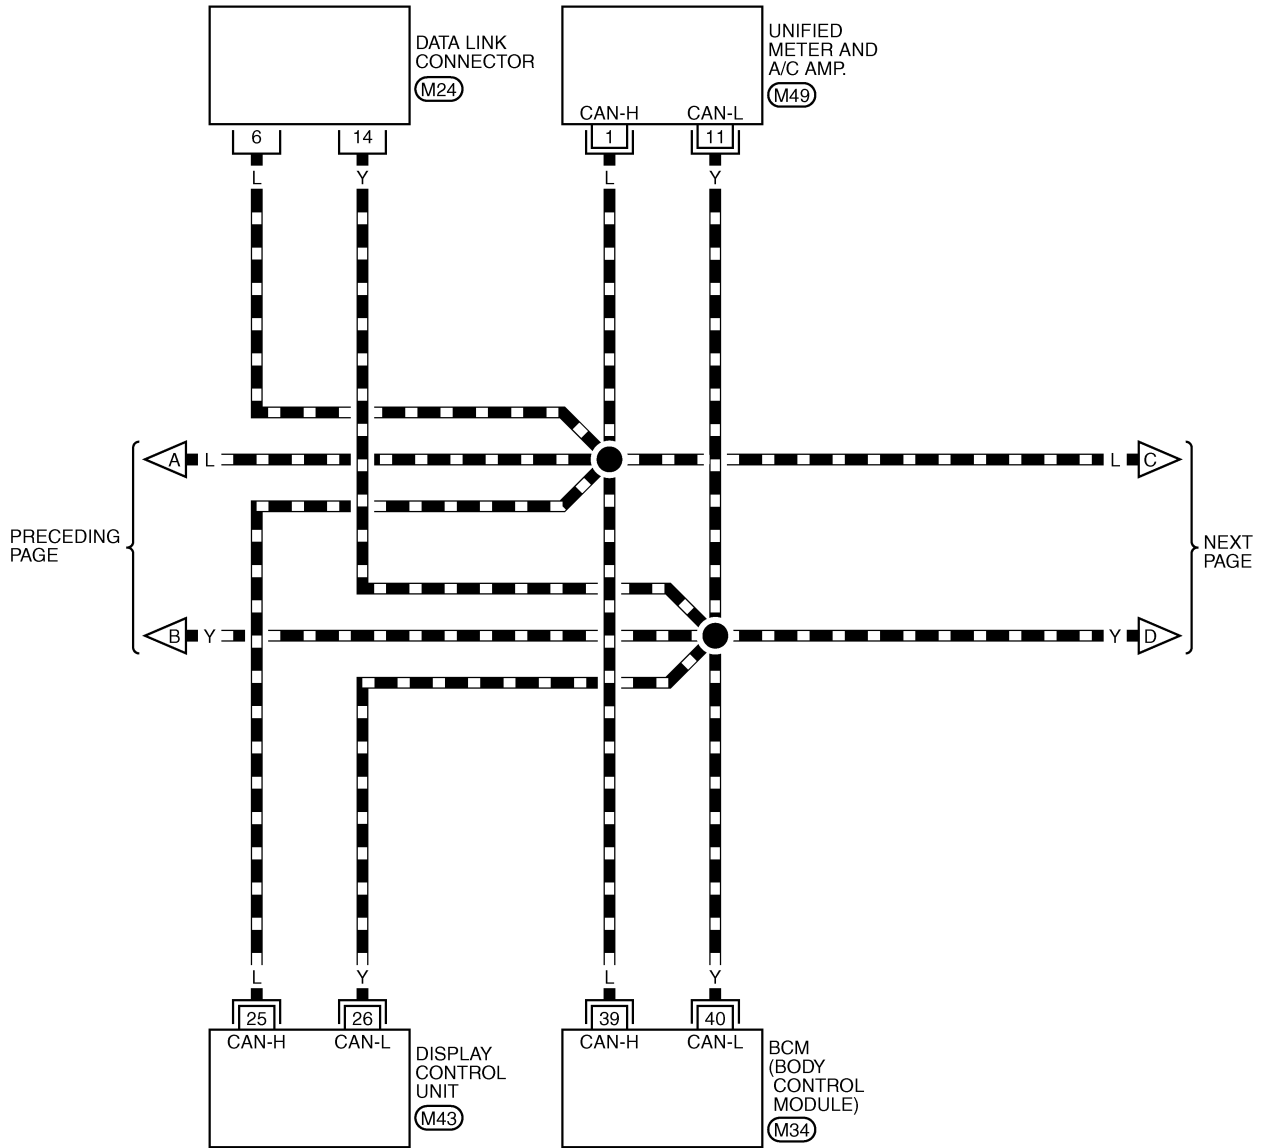 DATA LINK
CONNECTOR
M24
UNIFIED
METER AND
A/C AMP.
M49
CAN-H
CAN-L
6
14
1
11
L
Y
L
Y
A
L
L
C
PRECEDING
PAGE
NEXT
PAGE
B
Y
Y
D
L
Y
L
Y
25
26
39
40
CAN-H
CAN-L
CAN-H
CAN-L
DISPLAY
CONTROL
UNIT
M43
BCM
(BODY
CONTROL
MODULE)
M34